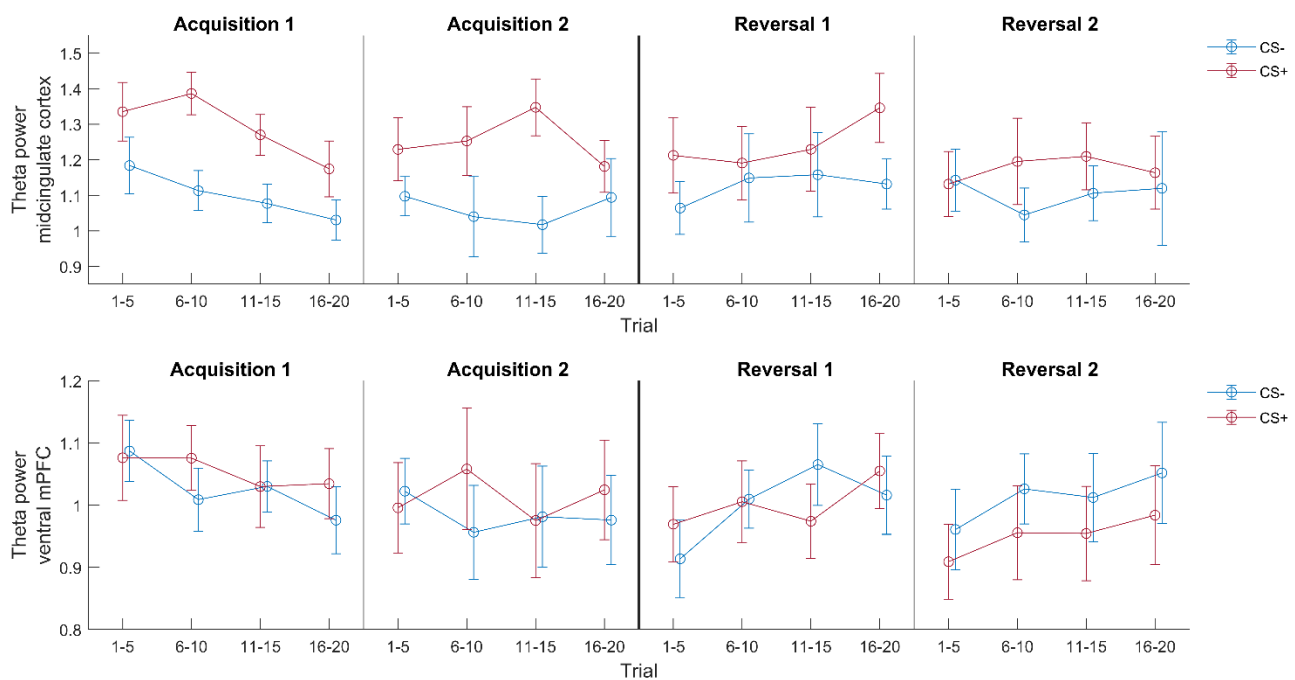 Acquisition 1 Acquisition 2 Reversal 1 Reversal 2
CS-
CS+
Theta power
midcingulate cortex
1.5
1.4
1.3
1.2
1.1
1
0.9
1-5 6-10 11-15 16-20 1-5 6-10 11-15 16-20 1-5 6-10 11-15 16-20 1-5 6-10 11-15 16-20
Trial
Acquisition 1 Acquisition 2 Reversal 1 Reversal 2
CS-
CS+
Theta power
ventral mPFC
1.2
1.1
1
0.9
0.8
1-5 6-10 11-15 16-20 1-5 6-10 11-15 16-20 1-5 6-10 11-15 16-20 1-5 6-10 11-15 16-20
Trial